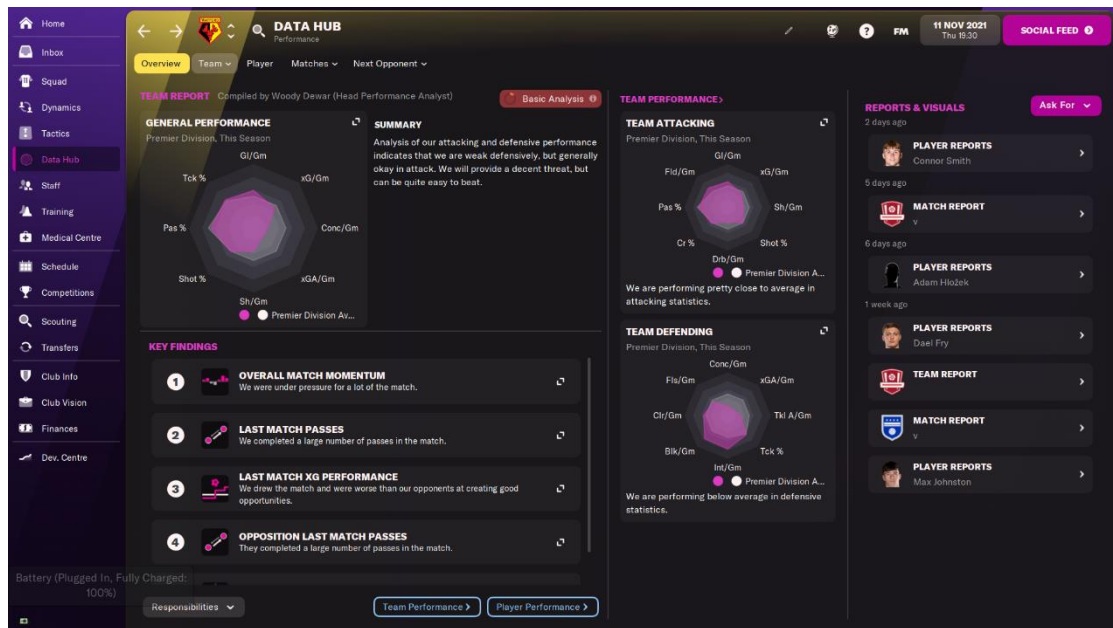 Home
Inbox
Squad
Dynamics
Tactics
Data Hub
Staff
Training
Medical Centre
Schedule
Competitions
Scouting
Transfers
Club Info
Club Vision
Finances
Dev. Centre
Battery (Plugged In, Fully Charged:
100%)
DATA HUB
Performance
?
FM
11 NOV 2021
Thu 19:30
SOCIAL FEED
Overview
Team
Player
Matches
Next Opponent
TEAM REPORT Compiled by Woody Dewar (Head Performance Analyst)
Basic Analysis
GENERAL PERFORMANCE
Premier Division, This Season
Gl/Gm
Tck %
xG/Gm
Pas %
Conc/Gm
Shot %
xGA/Gm
Sh/Gm
Premier Division Av...
SUMMARY
Analysis of our attacking and defensive performance
indicates that we are weak defensively, but generally
okay in attack. We will provide a decent threat, but
can be quite easy to beat.
KEY FINDINGS
1
OVERALL MATCH MOMENTUM
We were under pressure for a lot of the match.
2
LAST MATCH PASSES
We completed a large number of passes in the match.
3
LAST MATCH XG PERFORMANCE
We drew the match and were worse than our opponents at creating good
opportunities.
4
OPPOSITION LAST MATCH PASSES
They completed a large number of passes in the match.
Responsibilities
Team Performance >
Player Performance >
TEAM PERFORMANCE>
TEAM ATTACKING
Premier Division, This Season
Gl/Gm
Fld/Gm
xG/Gm
Pas %
Sh/Gm
Cr %
Shot %
Drb/Gm
Premier Division A...
We are performing pretty close to average in
attacking statistics.
TEAM DEFENDING
Premier Division, This Season
Conc/Gm
Fls/Gm
xGA/Gm
Clr/Gm
Tkl A/Gm
Blk/Gm
Tck %
Int/Gm
Premier Division A...
We are performing below average in defensive
statistics.
REPORTS & VISUALS
Ask For
2 days ago
PLAYER REPORTS
Connor Smith
5 days ago
MATCH REPORT
v
6 days ago
PLAYER REPORTS
Adam Hložek
1 week ago
PLAYER REPORTS
Dael Fry
TEAM REPORT
MATCH REPORT
v
PLAYER REPORTS
Max Johnston